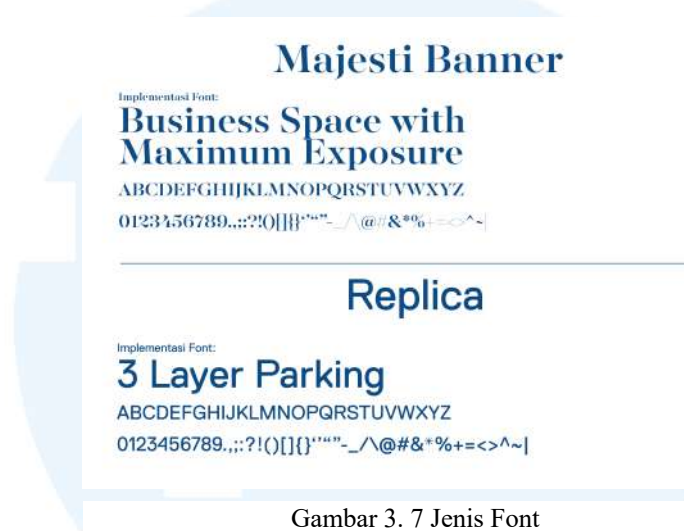 Majesti Banner
Implementasi Font:
Business Space with
Maximum Exposure
ABCDEFGHIJKLMNOPQRSTUVWXYZ
0123456789.,;:?!()[]{}‘’“”-_/\@#&*%+=<>^~|
Replica
Implementasi Font:
3 Layer Parking
ABCDEFGHIJKLMNOPQRSTUVWXYZ
0123456789.,;:?!()[]{}‘’“”-_/\@#&*%+=<>^~|
Gambar 3. 7 Jenis Font